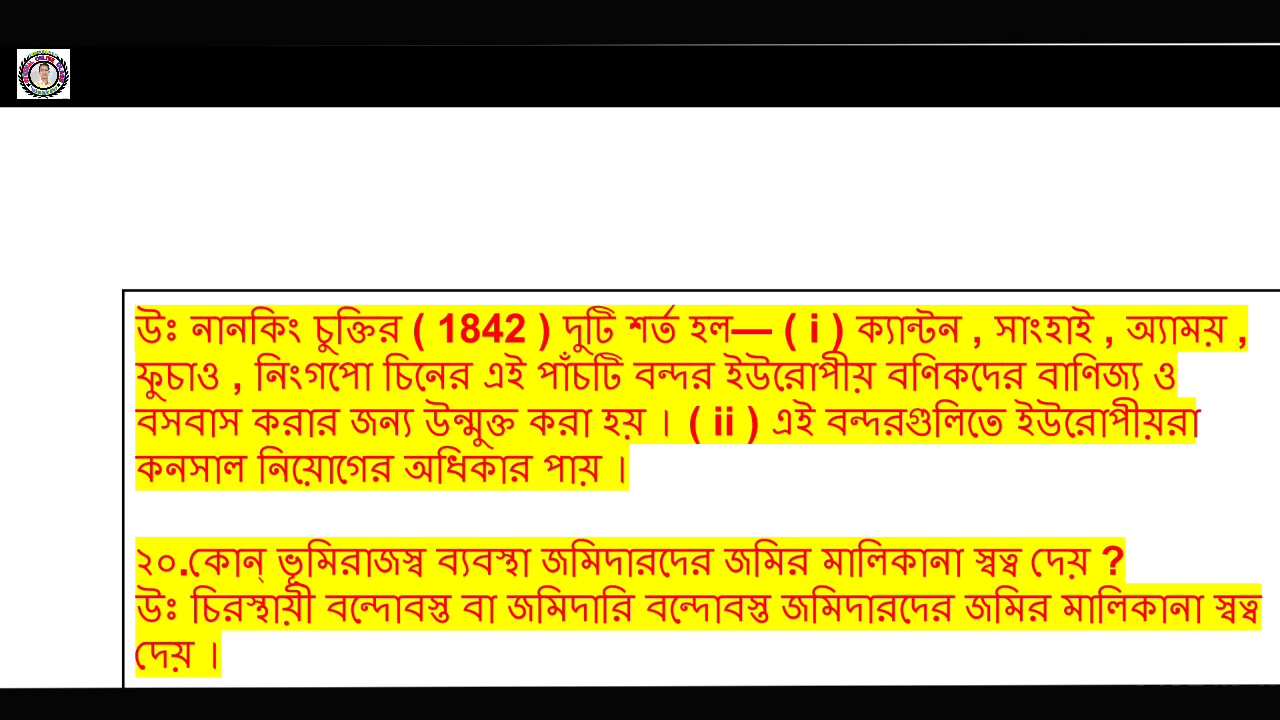 উঃ নানকিং চুক্তির ( 1842 ) দুটি শর্ত হল— ( i ) ক্যান্টন , সাংহাই , অ্যাময় ,
ফুচাও , নিংগপো চিনের এই পাঁচটি বন্দর ইউরোপীয় বণিকদের বাণিজ্য ও
বসবাস করার জন্য উন্মুক্ত করা হয় । ( ii ) এই বন্দরগুলিতে ইউরোপীয়রা
কনসাল নিয়োগের অধিকার পায় ।
২০.কোন্ ভূমিরাজস্ব ব্যবস্থা জমিদারদের জমির মালিকানা স্বত্ব দেয় ?
উঃ চিরস্থায়ী বন্দোবস্ত বা জমিদারি বন্দোবস্ত জমিদারদের জমির মালিকানা স্বত্ব
দেয় ।